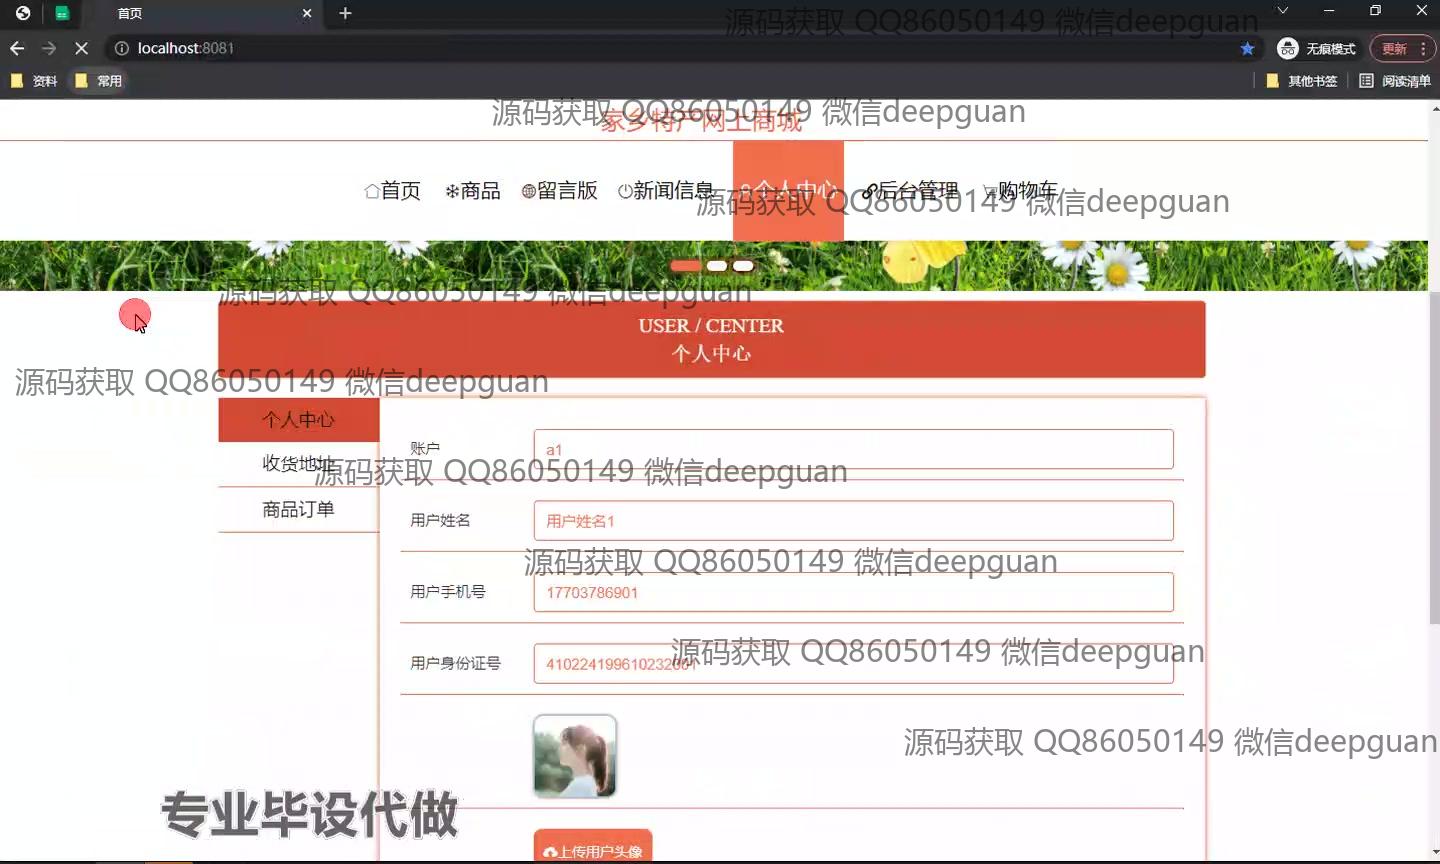 首页
源码获取 QQ86050149 微信deepguan
localhost:8081
无痕模式
更新
资料
常用
其他书签
阅读清单
源码获取 QQ86050149 微信deepguan
家乡特产网上商城
首页
商品
留言版
新闻信息
个人中心
后台管理
购物车
源码获取 QQ86050149 微信deepguan
源码获取 QQ86050149 微信deepguan
USER / CENTER
个人中心
源码获取 QQ86050149 微信deepguan
个人中心
账户
a1
收货地址
源码获取 QQ86050149 微信deepguan
商品订单
用户姓名
用户姓名1
源码获取 QQ86050149 微信deepguan
用户手机号
17703786901
源码获取 QQ86050149 微信deepguan
用户身份证号
源码获取 QQ86050149 微信deepguan
专业毕设代做
上传用户头像